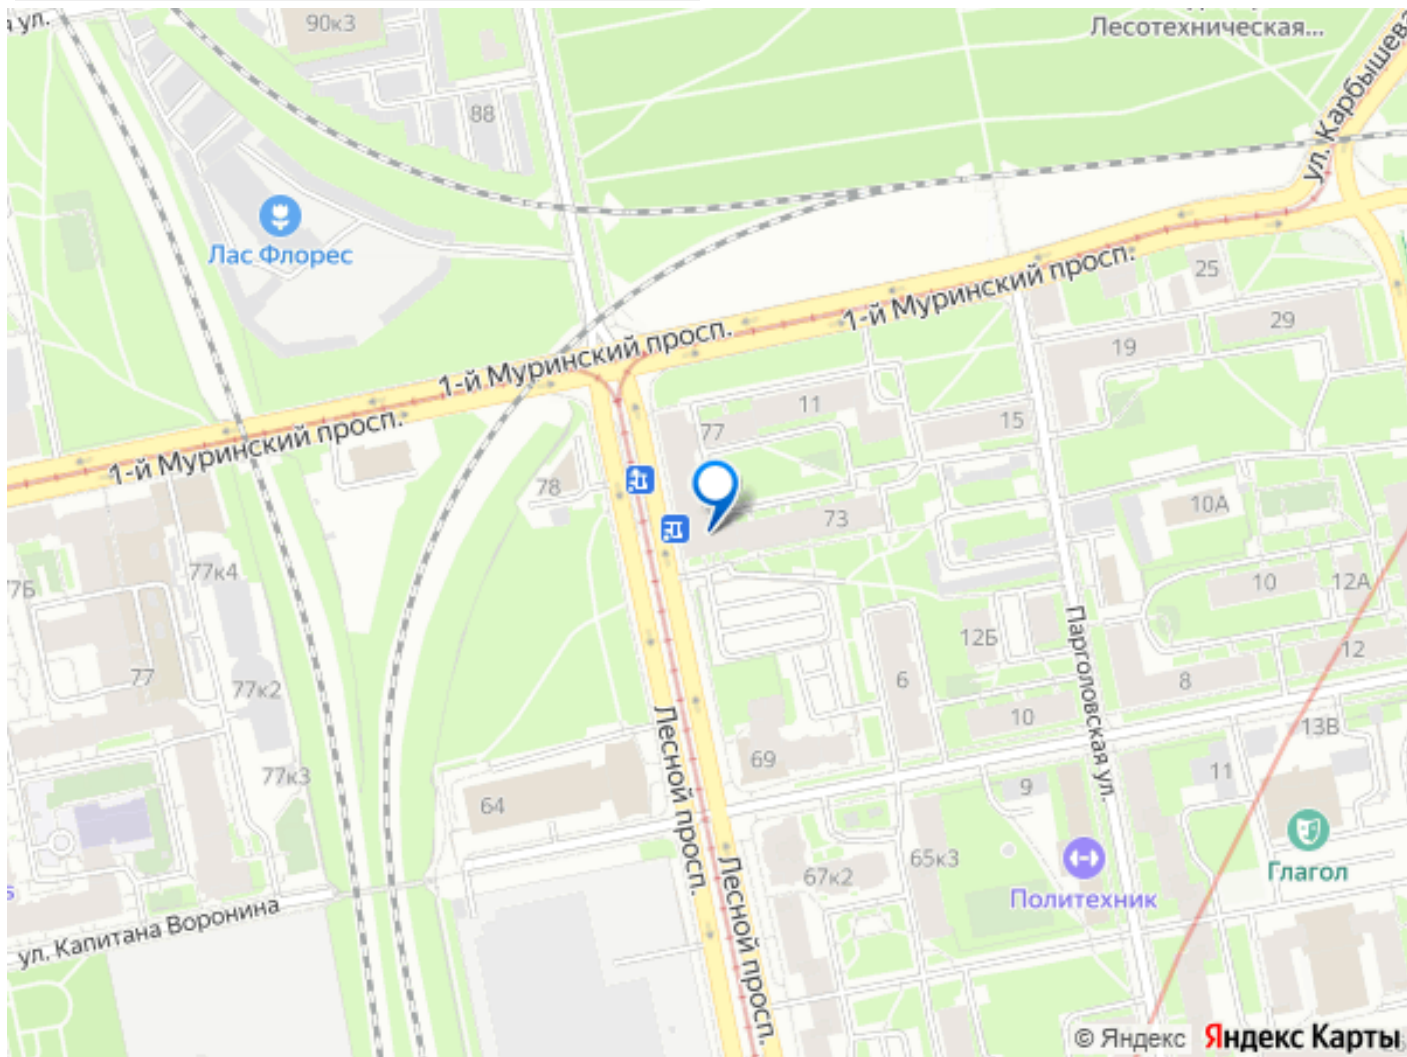 я ул.
90к3
Лесотехническая...
ул. Карбышева
88
Лас Флорес
25
1-й Муринский просп.
1-й Муринский просп.
29
19
11
15
77
1-й Муринский просп.
78
73
10А
77к4
7Б
10
12А
12Б
12
77
77к2
6
8
Парголовская ул.
10
13В
Лесной просп.
69
77к3
11
9
64
Глагол
65к3
67к2
Политехник
s
ул. Капитана Воронина
Лесной просп.
© Яндекс Яндекс Карты